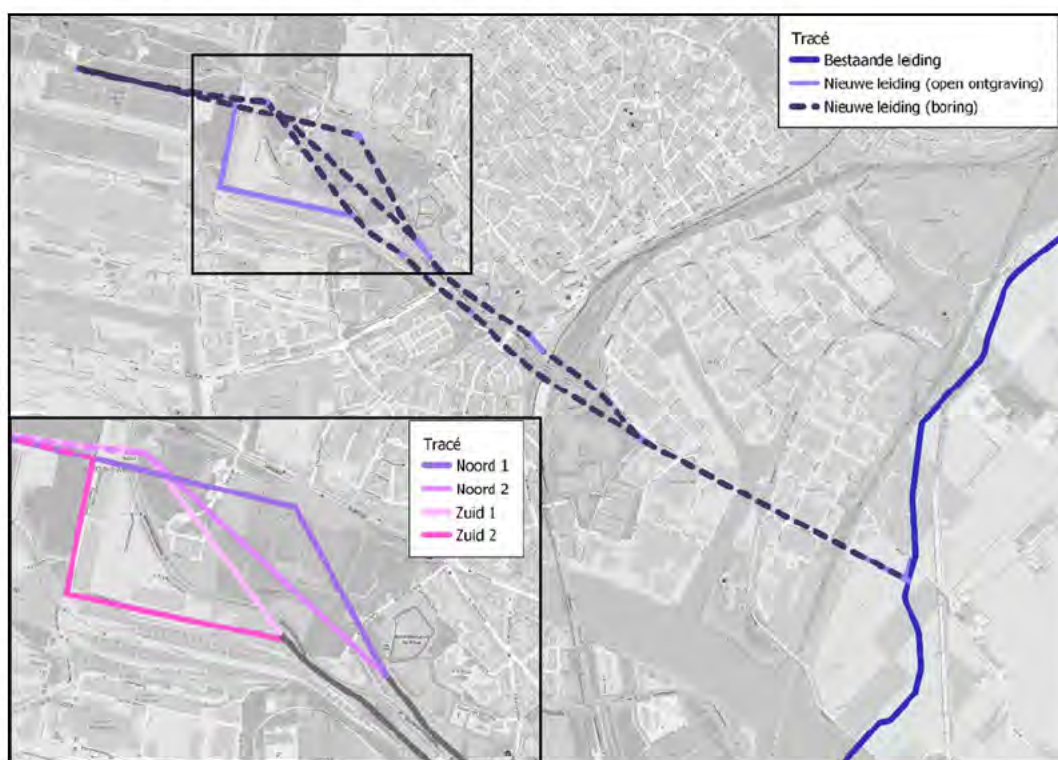 Tracé
Bestaande leiding
Nieuwe leiding (open ontgraving)
Nieuwe leiding (boring)
Tracé
Noord 1
Noord 2
Zuid 1
Zuid 2